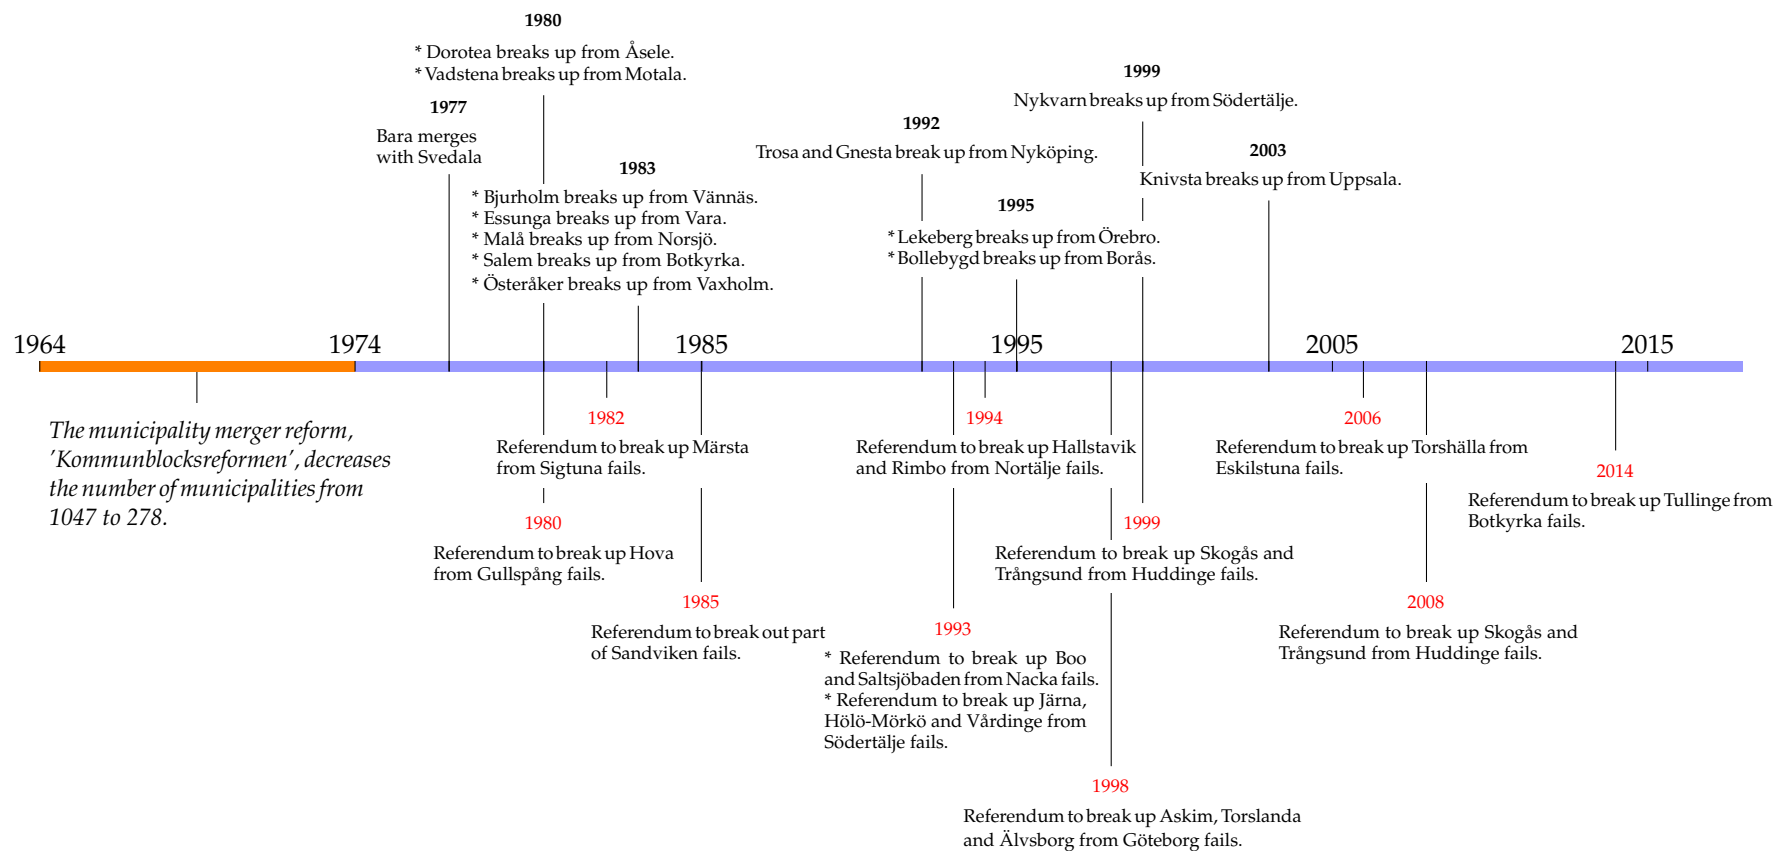 1980
* Dorotea breaks up from Åsele.
* Vadstena breaks up from Motala.
1977
Bara merges
with Svedala
1983
* Bjurholm breaks up from Vännäs.
* Essunga breaks up from Vara.
* Malå breaks up from Norsjö.
* Salem breaks up from Botkyrka.
* Österåker breaks up from Vaxholm.
1992
Trosa and Gnesta break up from Nyköping.
1995
* Lekeberg breaks up from Örebro.
* Bollebygd breaks up from Borås.
1999
Nykvarn breaks up from Södertälje.
2003
Knivsta breaks up from Uppsala.
1964
1974
1985
1995
2005
2015
The municipality merger reform,
'Kommunblocksreformen', decreases
the number of municipalities from
1047 to 278.
1982
Referendum to break up Märsta
from Sigtuna fails.
1980
Referendum to break up Hova
from Gullspång fails.
1985
Referendum to break out part
of Sandviken fails.
1994
Referendum to break up Hallstavik
and Rimbo from Nortälje fails.
1993
* Referendum to break up Boo
and Saltsjöbaden from Nacka fails.
* Referendum to break up Järna,
Hölö-Mörkö and Vårdinge from
Södertälje fails.
1999
Referendum to break up Skogås and
Trångsund from Huddinge fails.
1998
Referendum to break up Askim, Torslanda
and Älvsborg from Göteborg fails.
2006
Referendum to break up Torshälla from
Eskilstuna fails.
2008
Referendum to break up Skogås and
Trångsund from Huddinge fails.
2014
Referendum to break up Tullinge from
Botkyrka fails.